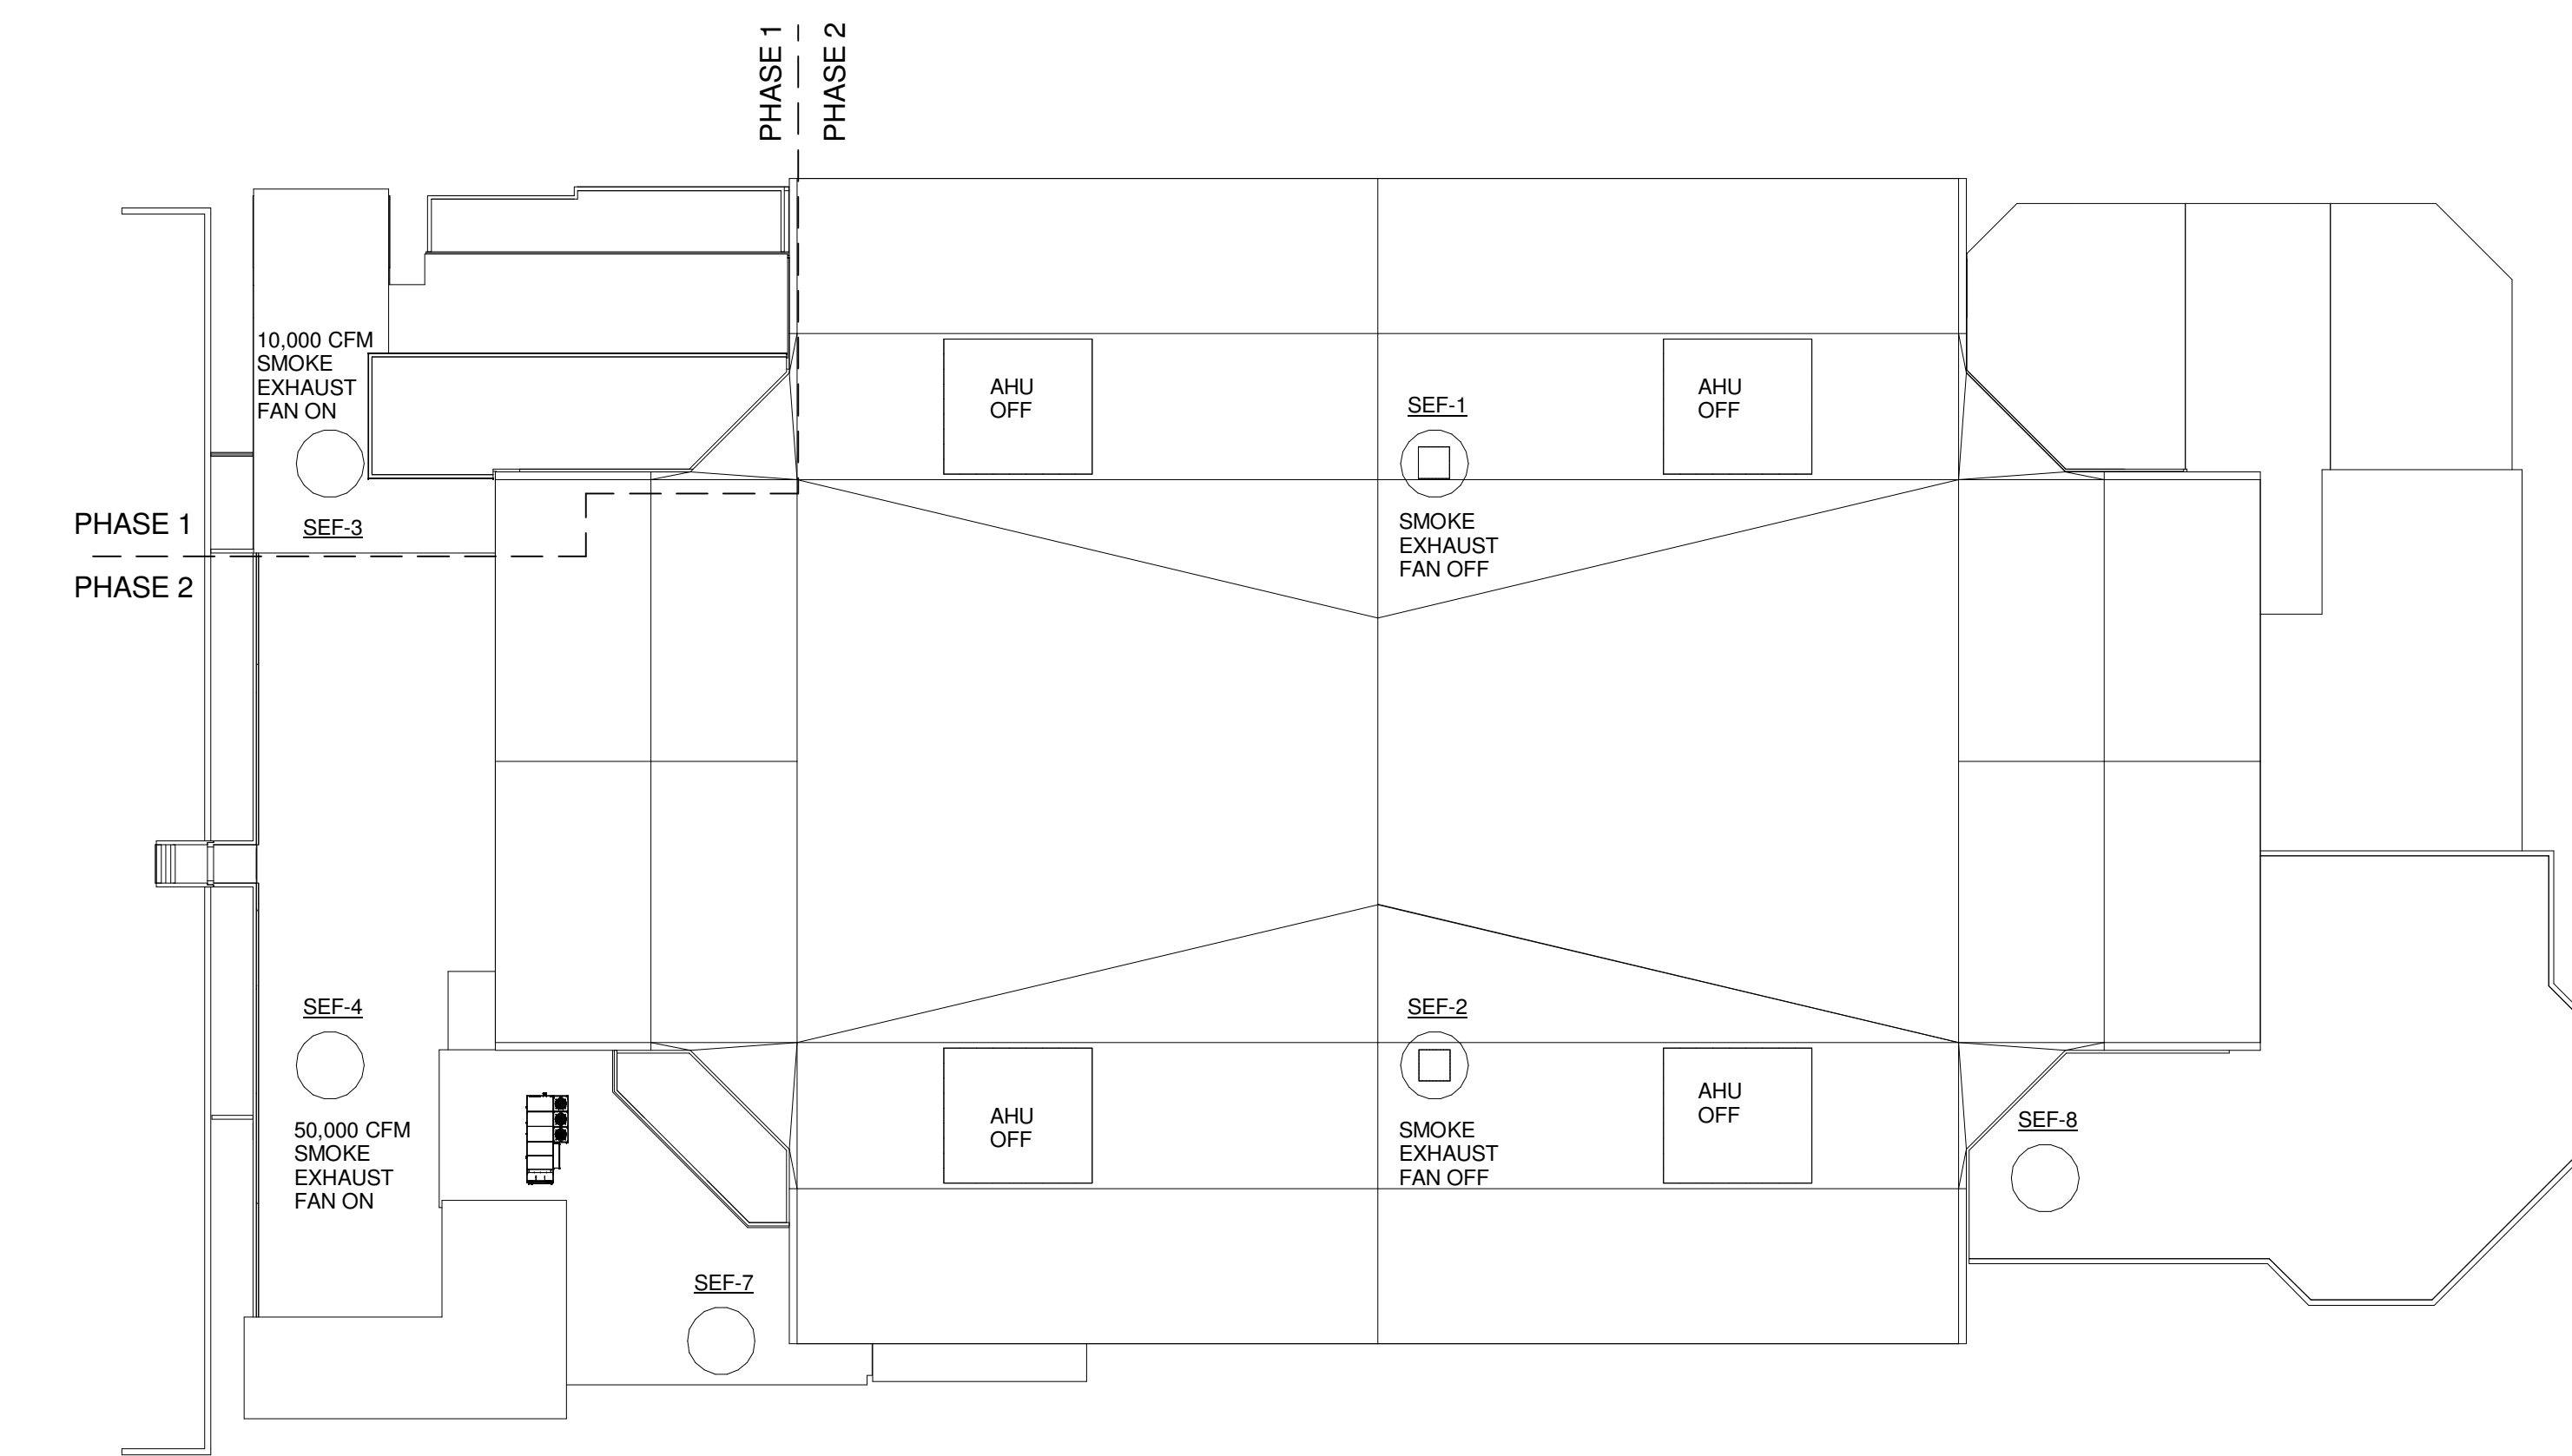 PHASE 1
PHASE 2
10,000 CFM
SMOKE
EXHAUST
FAN ON
SEF-3
AHU
OFF
SEF-1
SMOKE
EXHAUST
FAN OFF
AHU
OFF
PHASE 1
PHASE 2
SEF-4
50,000 CFM
SMOKE
EXHAUST
FAN ON
SEF-7
AHU
OFF
SEF-2
SMOKE
EXHAUST
FAN OFF
AHU
OFF
SEF-8